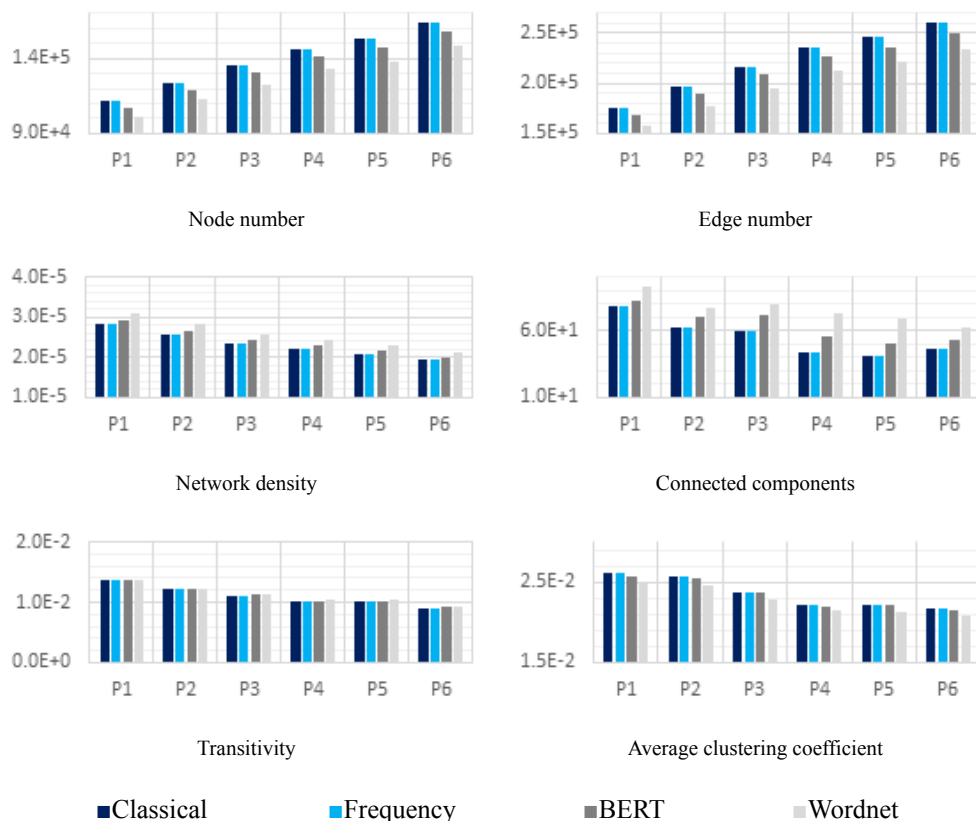 1.4E+5
9.0E+4
P1 P2 P3 P4 P5 P6
Node number
2.5E+5
2.0E+5
1.5E+5
P1 P2 P3 P4 P5 P6
Edge number
4.0E-5
3.0E-5
2.0E-5
1.0E-5
P1 P2 P3 P4 P5 P6
Network density
6.0E+1
1.0E+1
P1 P2 P3 P4 P5 P6
Connected components
2.0E-2
1.0E-2
0.0E+0
P1 P2 P3 P4 P5 P6
Transitivity
2.5E-2
1.5E-2
P1 P2 P3 P4 P5 P6
Average clustering coefficient
Classical Frequency BERT Wordnet